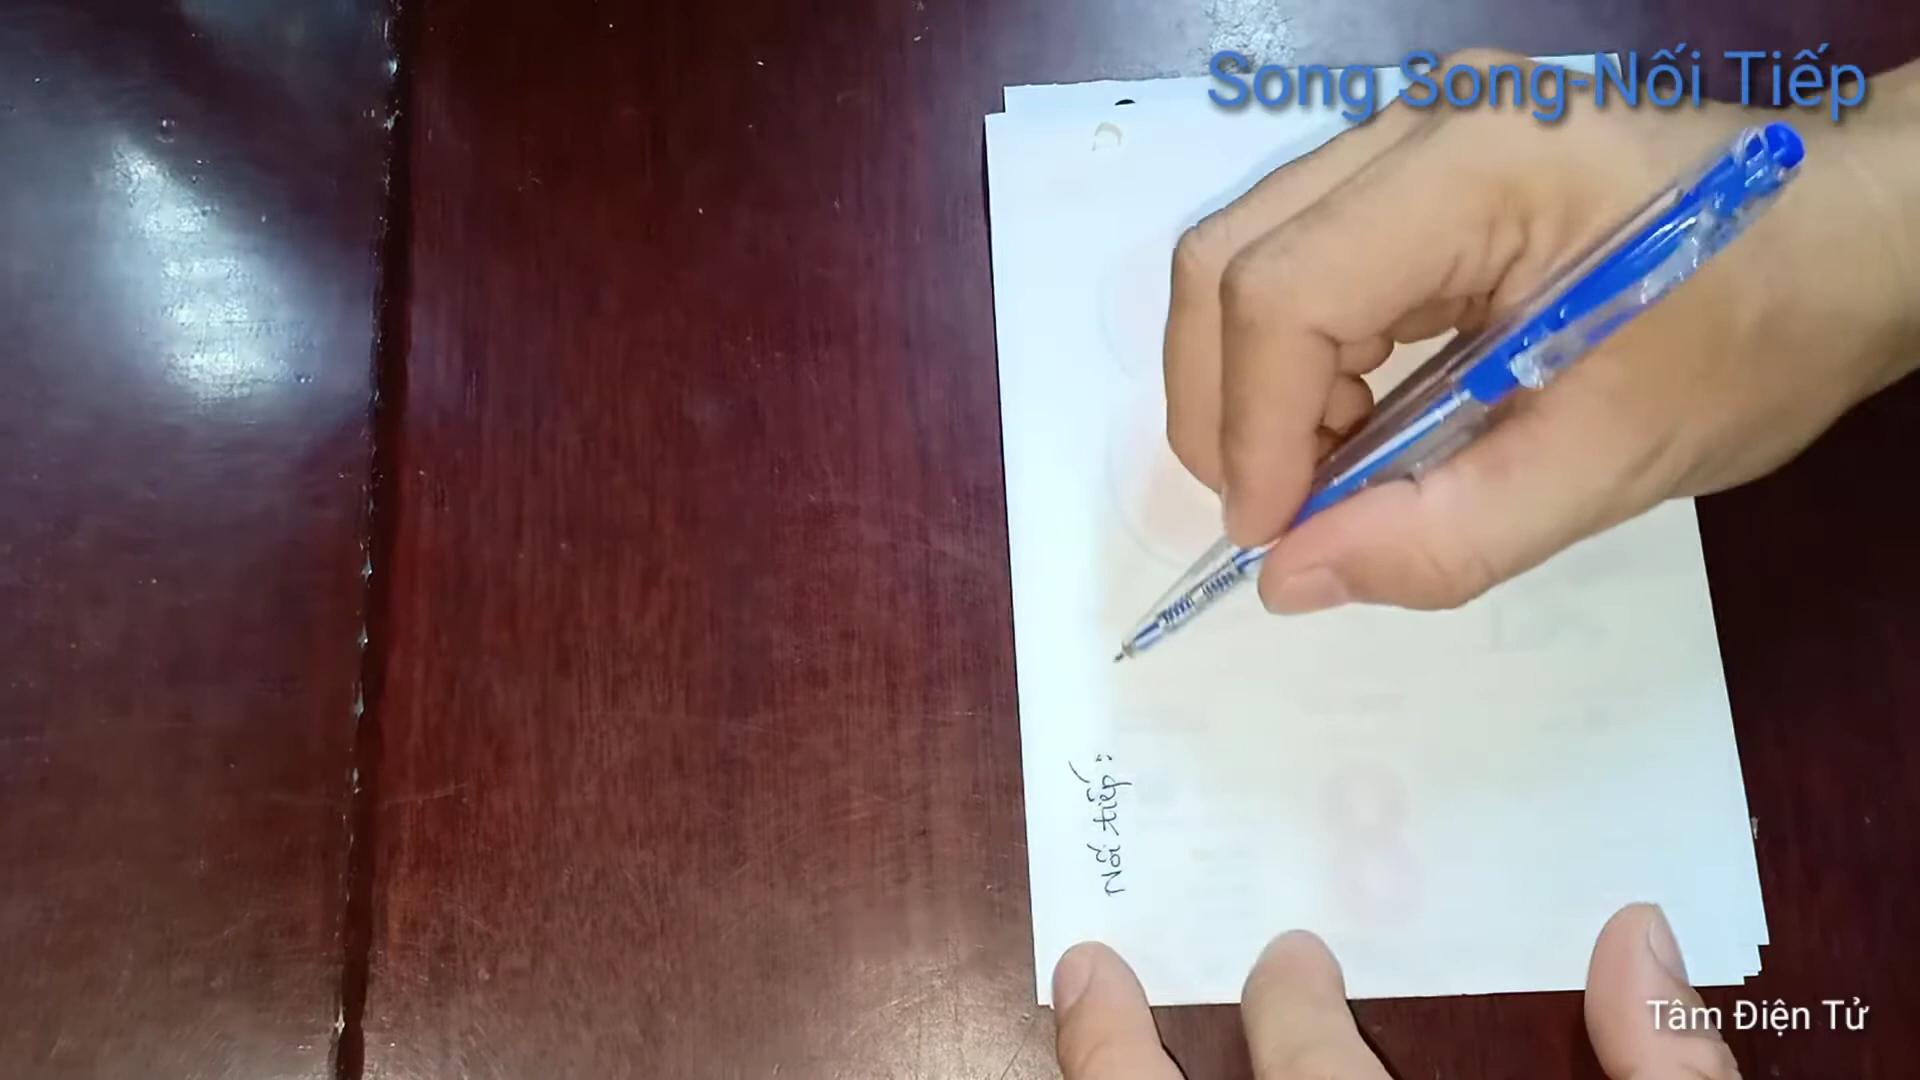 Song Song-Nối Tiếp
Nối tiếp:
Tâm Điện Tử